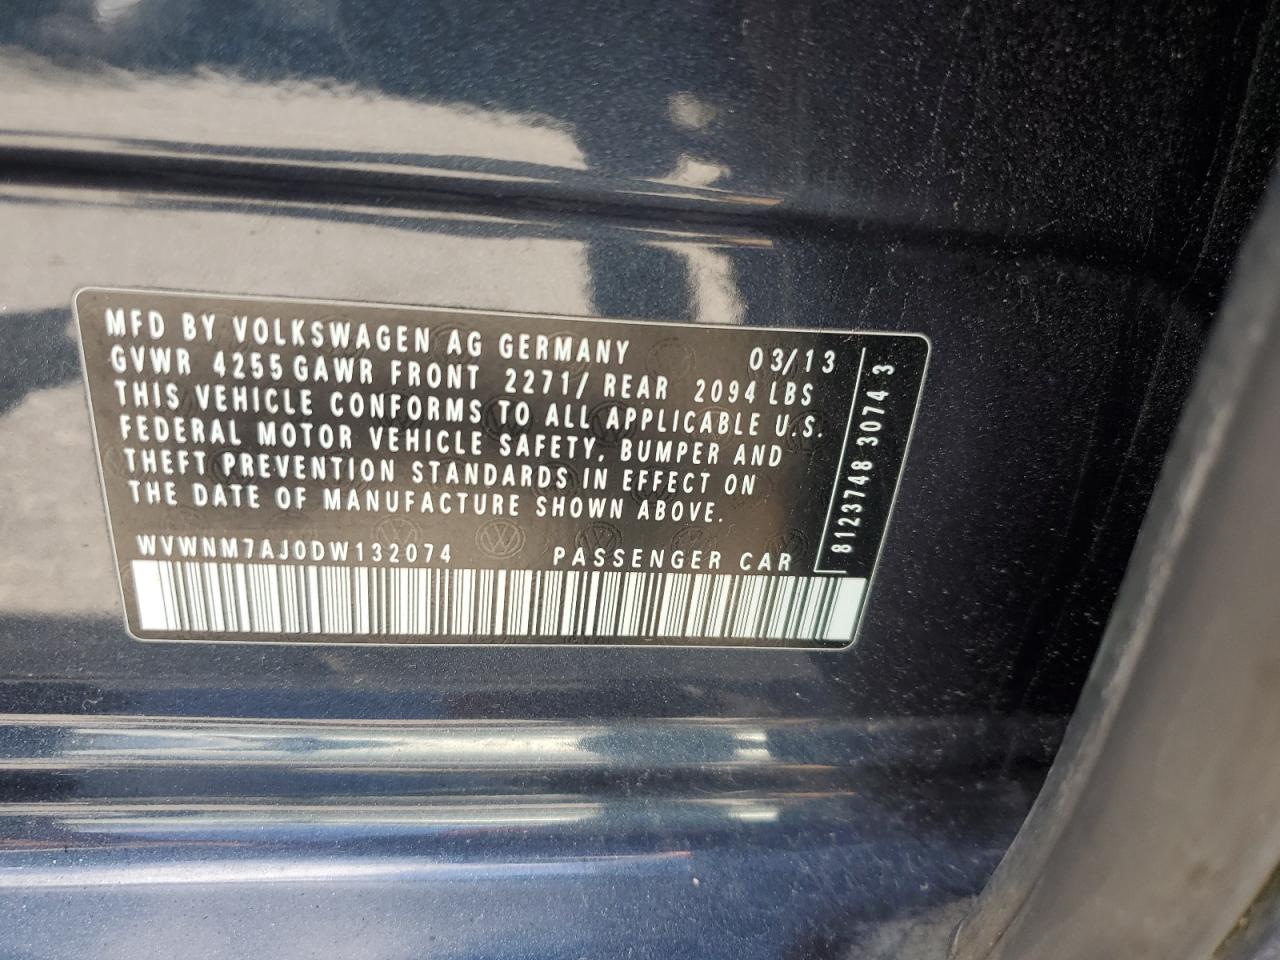 MFD BY VOLKSWAGEN AG GERMANY 03/13
GVWR 4255 GAWR FRONT 2271/ REAR 2094 LBS
THIS VEHICLE CONFORMS TO ALL APPLICABLE U.S.
FEDERAL MOTOR VEHICLE SAFETY, BUMPER AND
THEFT PREVENTION STANDARDS IN EFFECT ON
THE DATE OF MANUFACTURE SHOWN ABOVE.
WVWNM7AJ0DW132074 PASSENGER CAR
8123748 3074 3